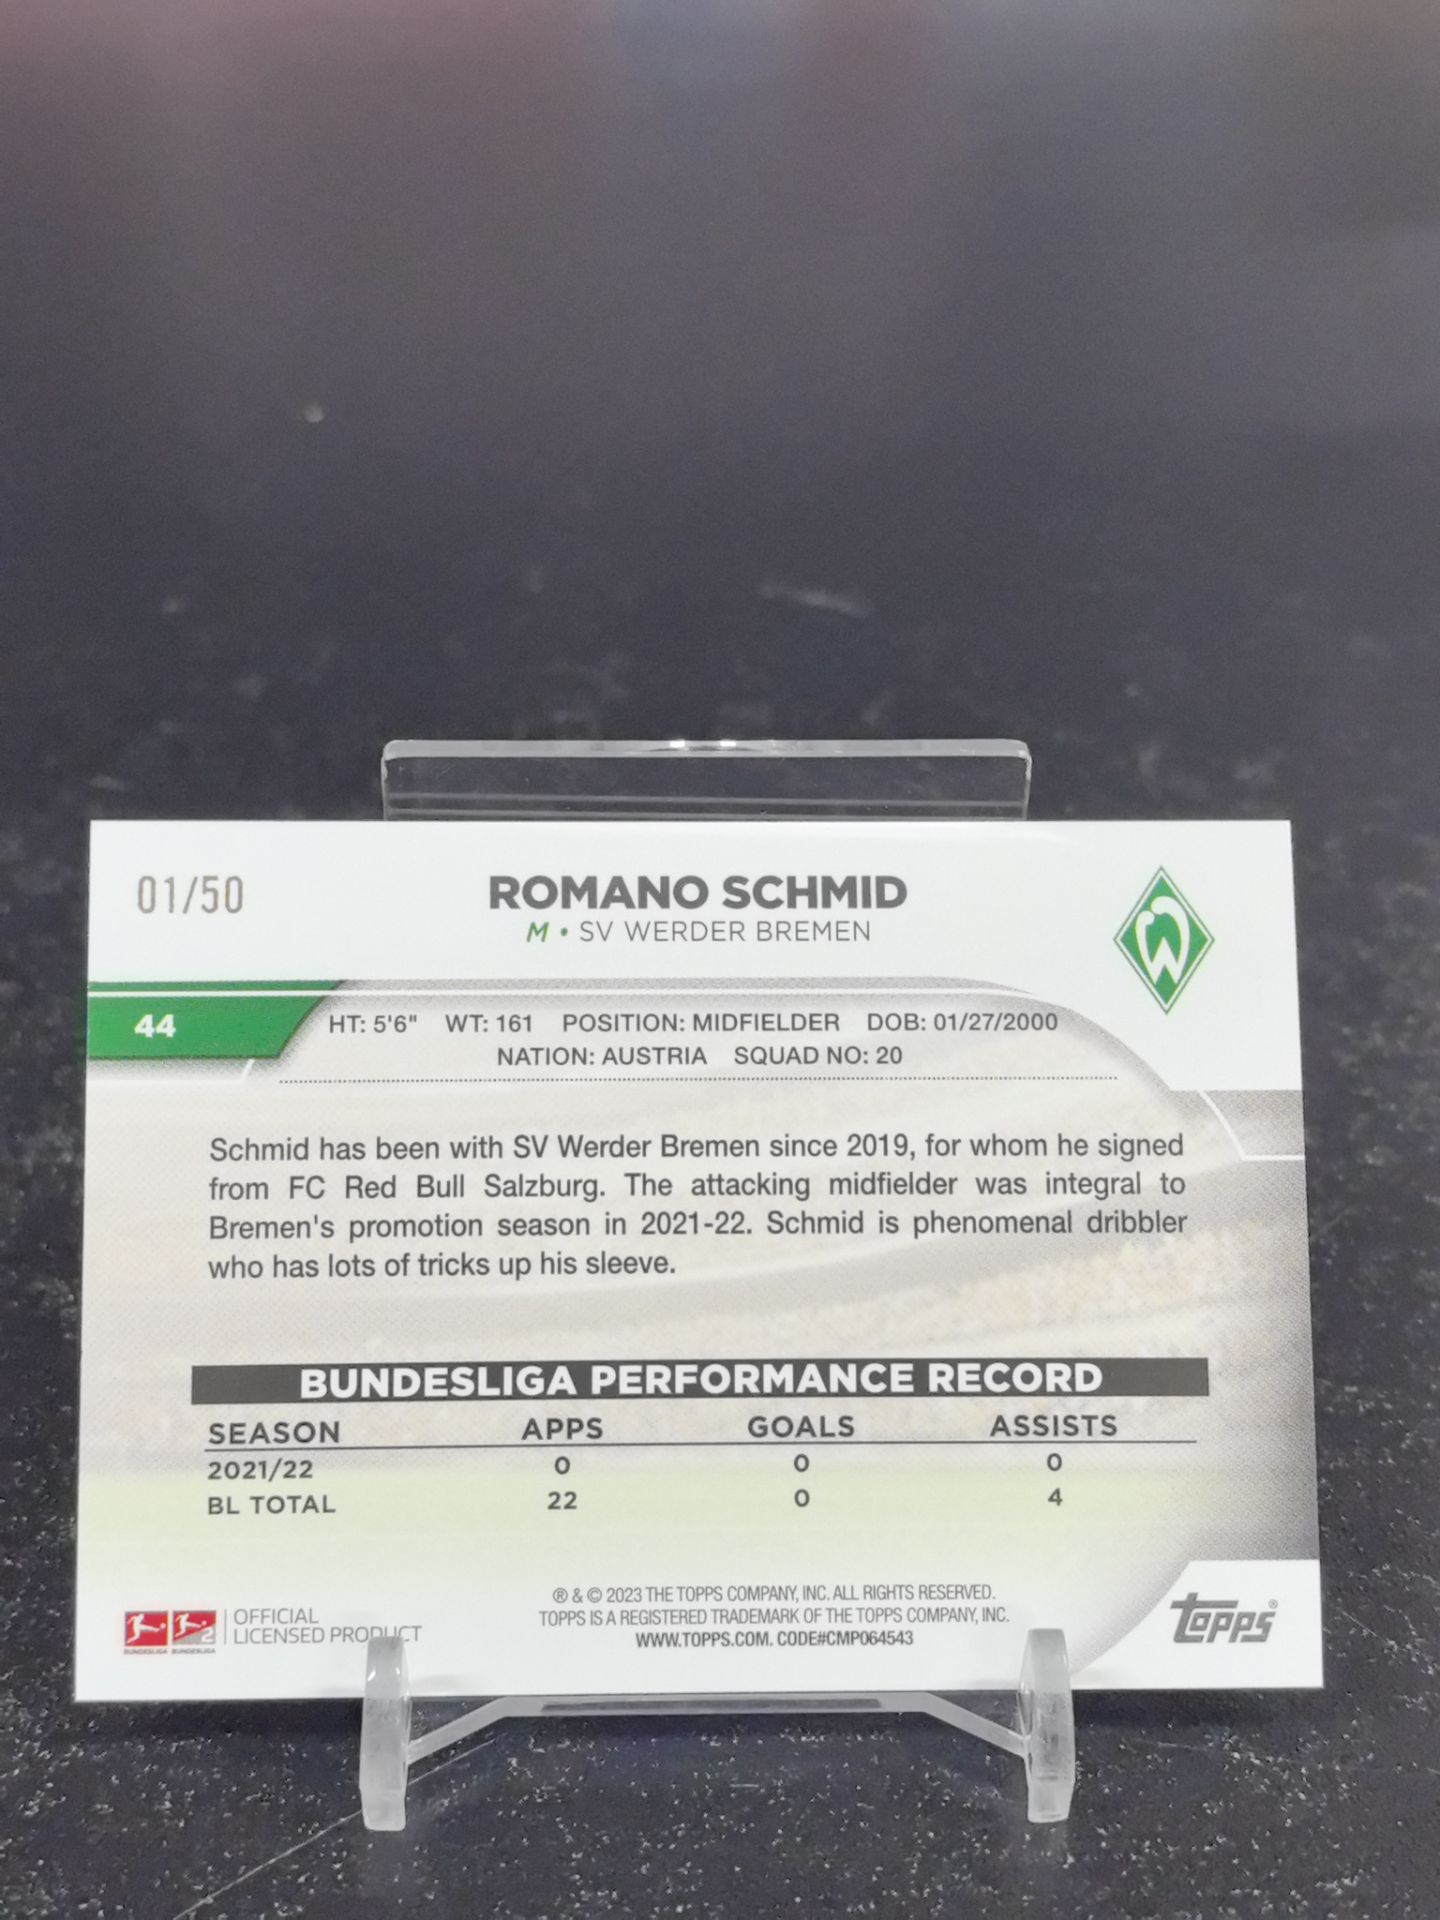 01/50
ROMANO SCHMID
M • SV WERDER BREMEN
44
HT: 5'6" WT: 161 POSITION: MIDFIELDER DOB: 01/27/2000
NATION: AUSTRIA SQUAD NO: 20
Schmid has been with SV Werder Bremen since 2019, for whom he signed
from FC Red Bull Salzburg. The attacking midfielder was integral to
Bremen's promotion season in 2021-22. Schmid is phenomenal dribbler
who has lots of tricks up his sleeve.
BUNDESLIGA PERFORMANCE RECORD
SEASON APPS GOALS ASSISTS
2021/22 0 0 0
BL TOTAL 22 0 4
BUNDESLIGA
2 BUNDESLIGA
OFFICIAL
LICENSED PRODUCT
® & © 2023 THE TOPPS COMPANY, INC. ALL RIGHTS RESERVED.
TOPPS IS A REGISTERED TRADEMARK OF THE TOPPS COMPANY, INC.
WWW.TOPPS.COM. CODE#CMP064543
topps®